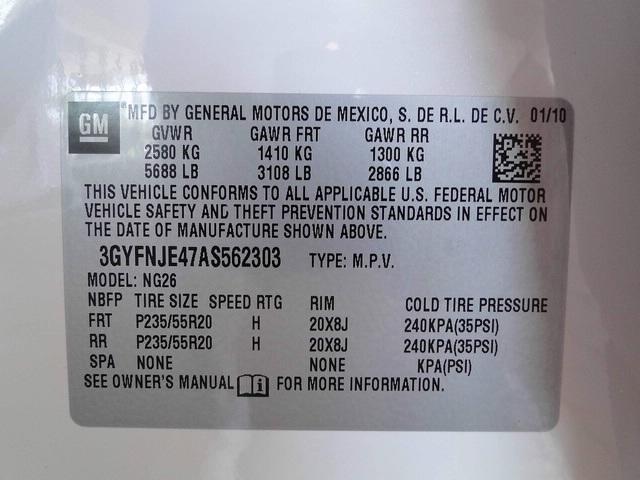 GM
*MFD BY GENERAL MOTORS DE MEXICO, S. DE R.L. DE C.V. 01/10
GVWR GAWR FRT GAWR RR
2580 KG 1410 KG 1300 KG
5688 LB 3108 LB 2866 LB
THIS VEHICLE CONFORMS TO ALL APPLICABLE U.S. FEDERAL MOTOR
VEHICLE SAFETY AND THEFT PREVENTION STANDARDS IN EFFECT ON
THE DATE OF MANUFACTURE SHOWN ABOVE.
3GYFNJE47AS562303 TYPE: M.P.V.
MODEL: NG26
NBFP TIRE SIZE SPEED RTG RIM COLD TIRE PRESSURE
FRT P235/55R20 H 20X8J 240KPA(35PSI)
RR P235/55R20 H 20X8J 240KPA(35PSI)
SPA NONE NONE KPA(PSI)
SEE OWNER'S MANUAL FOR MORE INFORMATION.